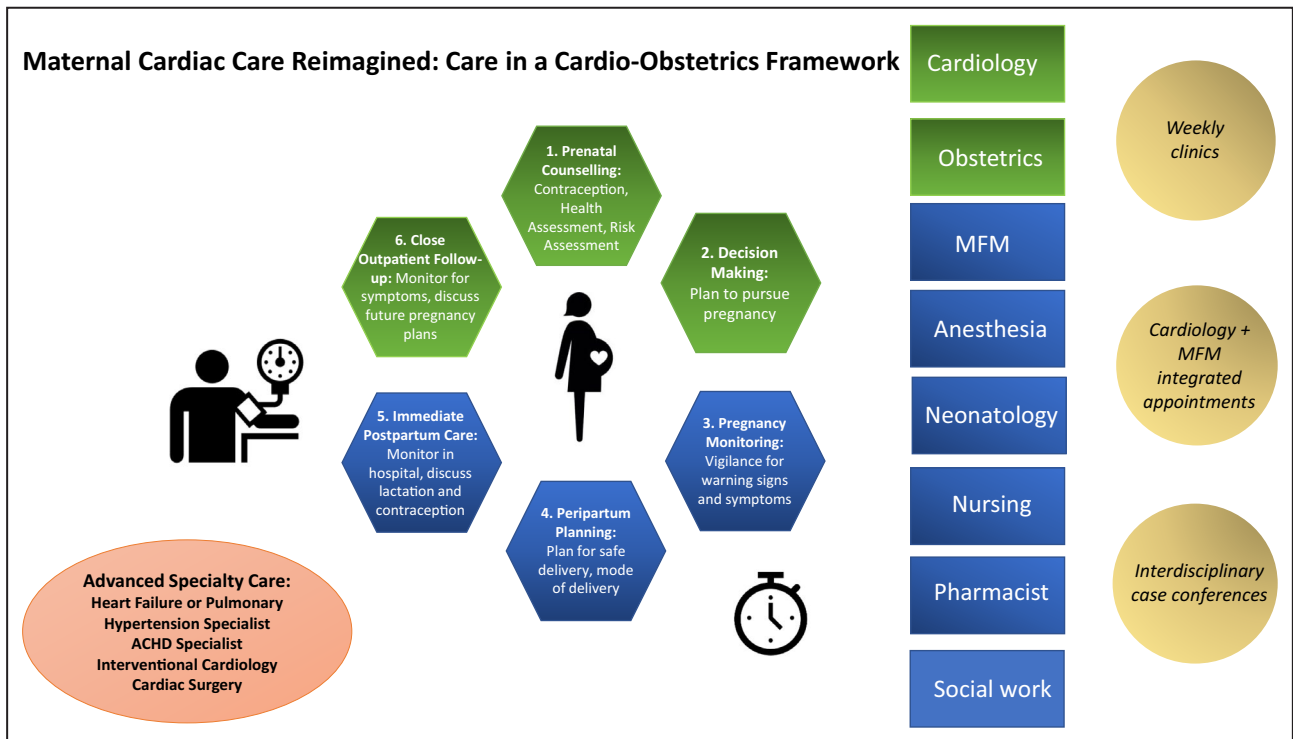 Maternal Cardiac Care Reimagined: Care in a Cardio-Obstetrics Framework
1. Prenatal
Counselling:
Contraception,
Health
Assessment, Risk
Assessment
2. Decision
Making:
Plan to pursue
pregnancy
3. Pregnancy
Monitoring:
Vigilance for
warning signs
and symptoms
4. Peripartum
Planning:
Plan for safe
delivery, mode
of delivery
5. Immediate
Postpartum Care:
Monitor in
hospital, discuss
lactation and
contraception
6. Close
Outpatient Follow-
up: Monitor for
symptoms, discuss
future pregnancy
plans
Advanced Specialty Care:
Heart Failure or Pulmonary
Hypertension Specialist
ACHD Specialist
Interventional Cardiology
Cardiac Surgery
Cardiology
Obstetrics
MFM
Anesthesia
Neonatology
Nursing
Pharmacist
Social work
Weekly
clinics
Cardiology +
MFM
integrated
appointments
Interdisciplinary
case conferences